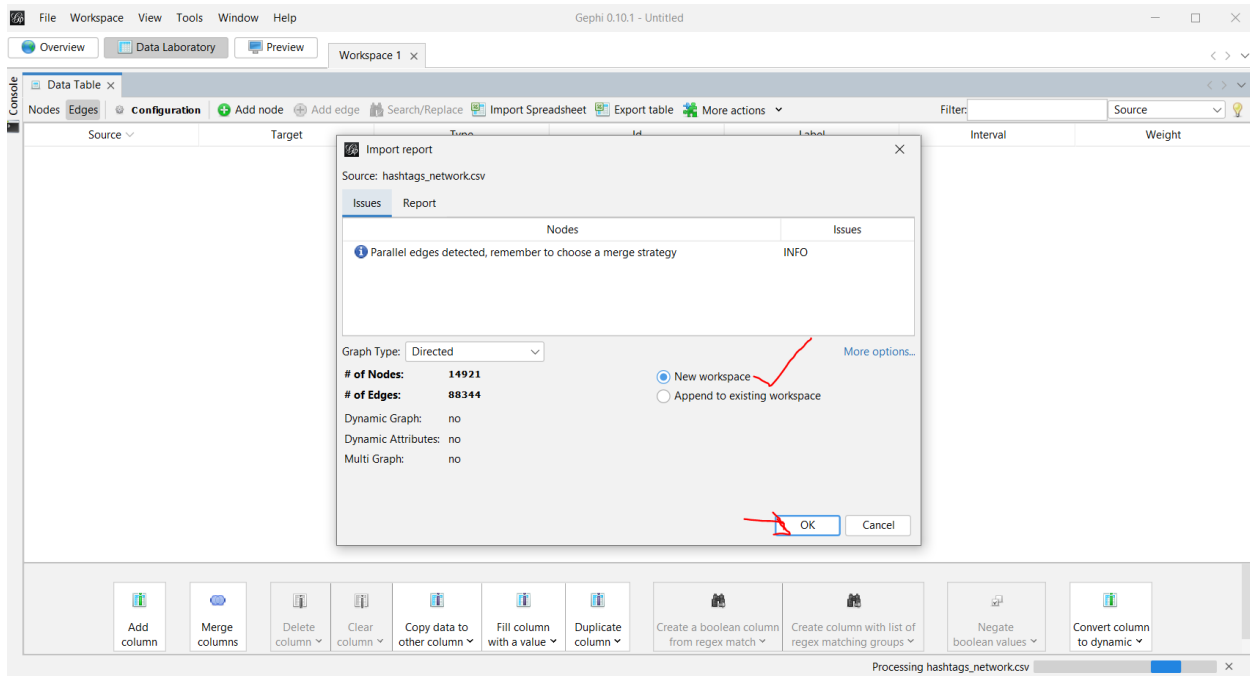 File Workspace View Tools Window Help Gephi 0.10.1 - Untitled
Overview Data Laboratory Preview Workspace 1
Console
Data Table
Nodes Edges Configuration Add node Add edge Search/Replace Import Spreadsheet Export table More actions Filter: Source
Source Target Type Id Label Interval Weight
Import report
Source: hashtags_network.csv
Issues Report
Nodes Issues
Parallel edges detected, remember to choose a merge strategy INFO
Graph Type: Directed More options...
# of Nodes: 14921 New workspace
# of Edges: 88344 Append to existing workspace
Dynamic Graph: no
Dynamic Attributes: no
Multi Graph: no
OK Cancel
Add column
Merge columns
Delete column
Clear column
Copy data to other column
Fill column with a value
Duplicate column
Create a boolean column from regex match
Create column with list of regex matching groups
Negate boolean values
Convert column to dynamic
Processing hashtags_network.csv